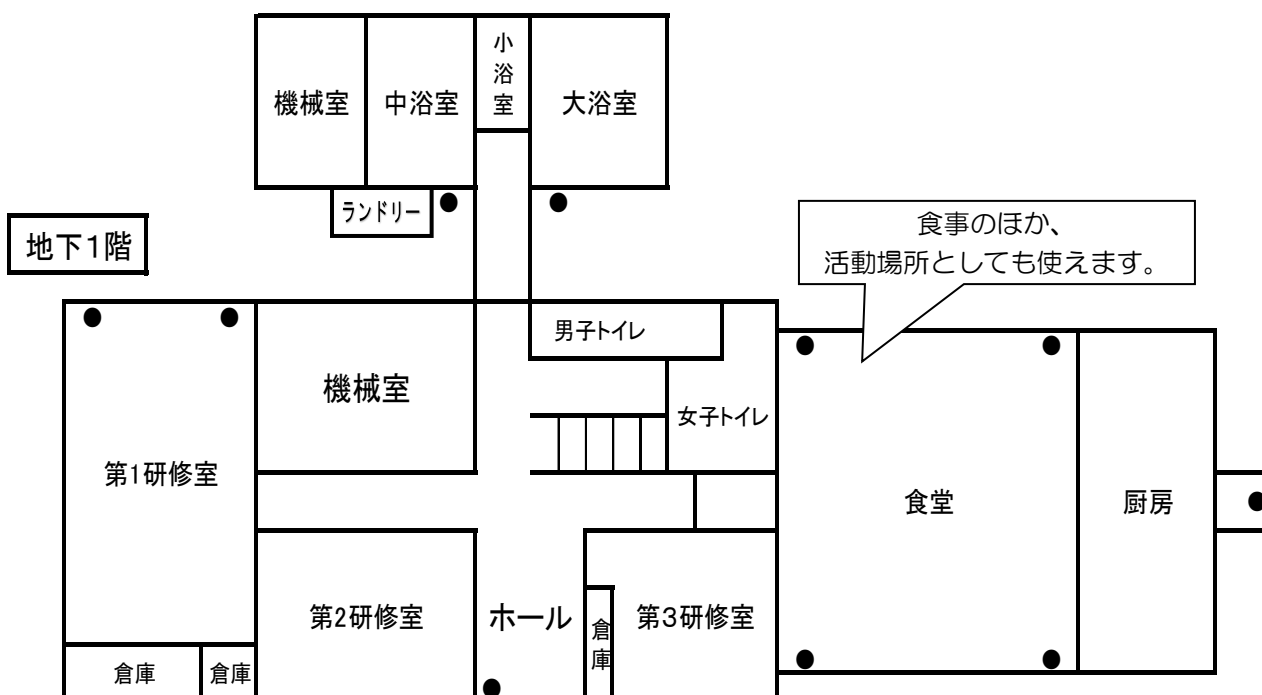 小浴室
機械室
中浴室
大浴室
ランドリー
地下1階
食事のほか、
活動場所としても使えます。
男子トイレ
機械室
女子トイレ
第1研修室
食堂
厨房
第2研修室
ホール
倉庫
第3研修室
倉庫
倉庫